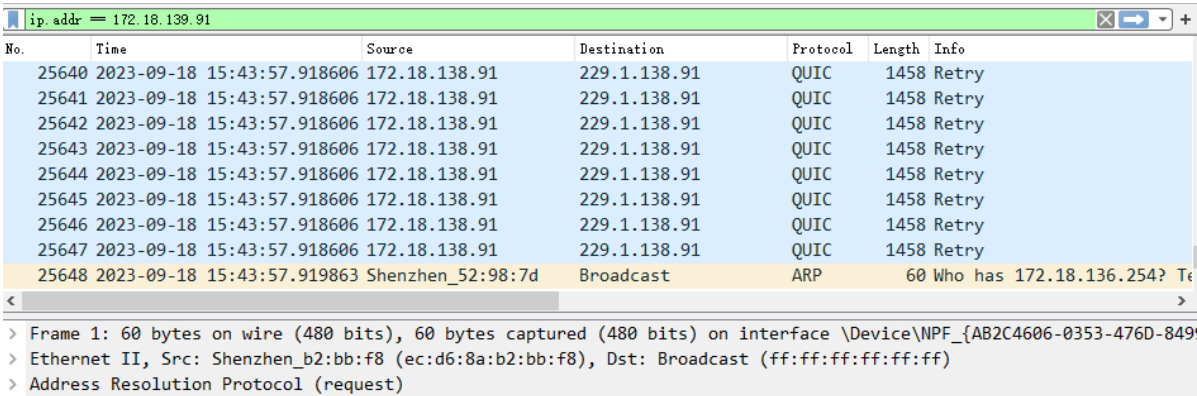 ip.addr == 172.18.139.91
No. Time Source Destination Protocol Length Info
25640 2023-09-18 15:43:57.918606 172.18.138.91 229.1.138.91 QUIC 1458 Retry
25641 2023-09-18 15:43:57.918606 172.18.138.91 229.1.138.91 QUIC 1458 Retry
25642 2023-09-18 15:43:57.918606 172.18.138.91 229.1.138.91 QUIC 1458 Retry
25643 2023-09-18 15:43:57.918606 172.18.138.91 229.1.138.91 QUIC 1458 Retry
25644 2023-09-18 15:43:57.918606 172.18.138.91 229.1.138.91 QUIC 1458 Retry
25645 2023-09-18 15:43:57.918606 172.18.138.91 229.1.138.91 QUIC 1458 Retry
25646 2023-09-18 15:43:57.918606 172.18.138.91 229.1.138.91 QUIC 1458 Retry
25647 2023-09-18 15:43:57.918606 172.18.138.91 229.1.138.91 QUIC 1458 Retry
25648 2023-09-18 15:43:57.919863 Shenzhen_52:98:7d Broadcast ARP 60 Who has 172.18.136.254? Te
Frame 1: 60 bytes on wire (480 bits), 60 bytes captured (480 bits) on interface \Device\NPF_{AB2C4606-0353-476D-849
Ethernet II, Src: Shenzhen_b2:bb:f8 (ec:d6:8a:b2:bb:f8), Dst: Broadcast (ff:ff:ff:ff:ff:ff)
Address Resolution Protocol (request)